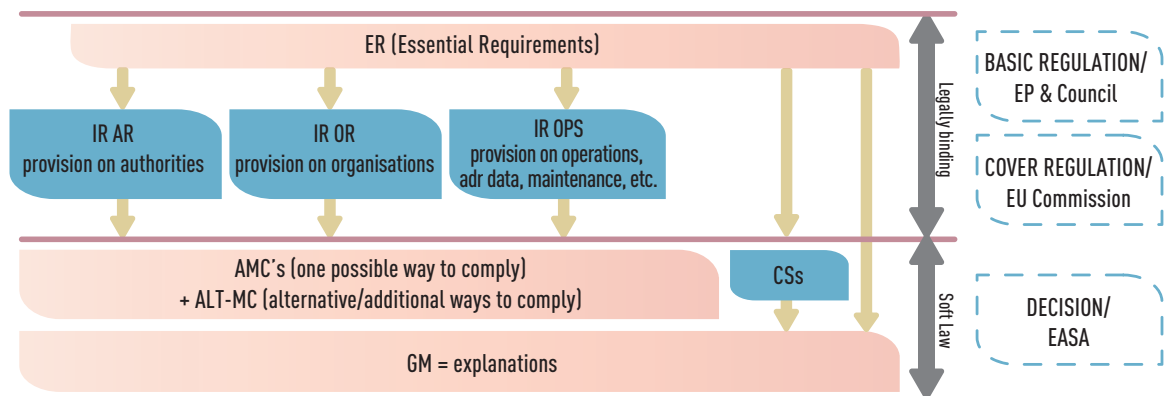 ER (Essential Requirements)
IR AR
provision on authorities
IR OR
provision on organisations
IR OPS
provision on operations,
adr data, maintenance, etc.
Legally binding
BASIC REGULATION/
EP & Council
COVER REGULATION/
EU Commission
AMC's (one possible way to comply)
+ ALT-MC (alternative/additional ways to comply)
CSs
GM = explanations
Soft Law
DECISION/
EASA